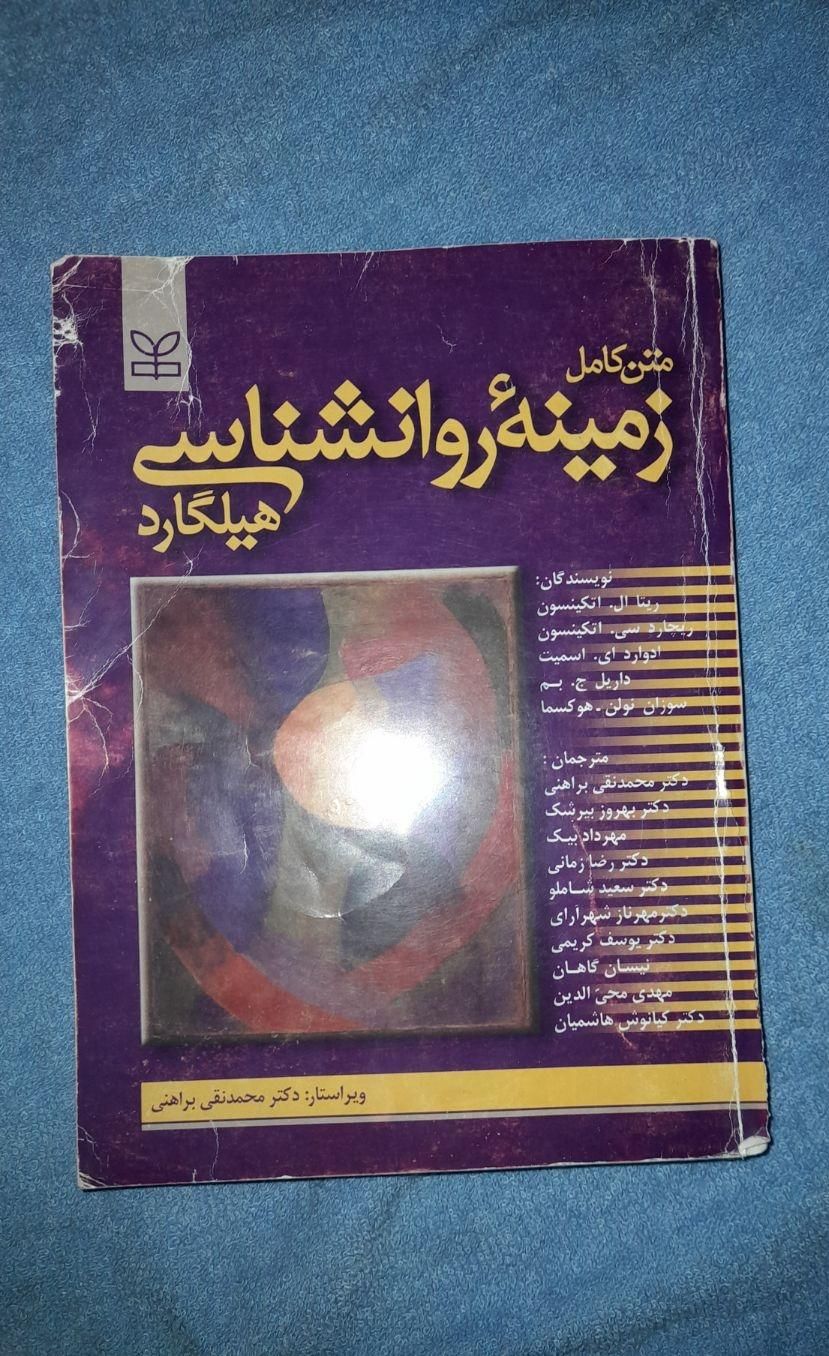 متن کامل
زمینهٔ روانشناسی
هیلگارد
نویسندگان:
ریتا ال. اتکینسون
ریچارد سی. اتکینسون
ادوارد ای. اسمیت
داریل ج. بم
سوزان نولن - هوکسما
مترجمان:
دکتر محمدنقی براهنی
دکتر بهروز بیرشک
مهرداد بیک
دکتر رضا زمانی
دکتر سعید شاملو
دکتر مهرناز شهرآرای
دکتر یوسف کریمی
نیسان گاهان
مهدی محیّ الدین
دکتر کیانوش هاشمیان
ویراستار: دکتر محمدنقی براهنی